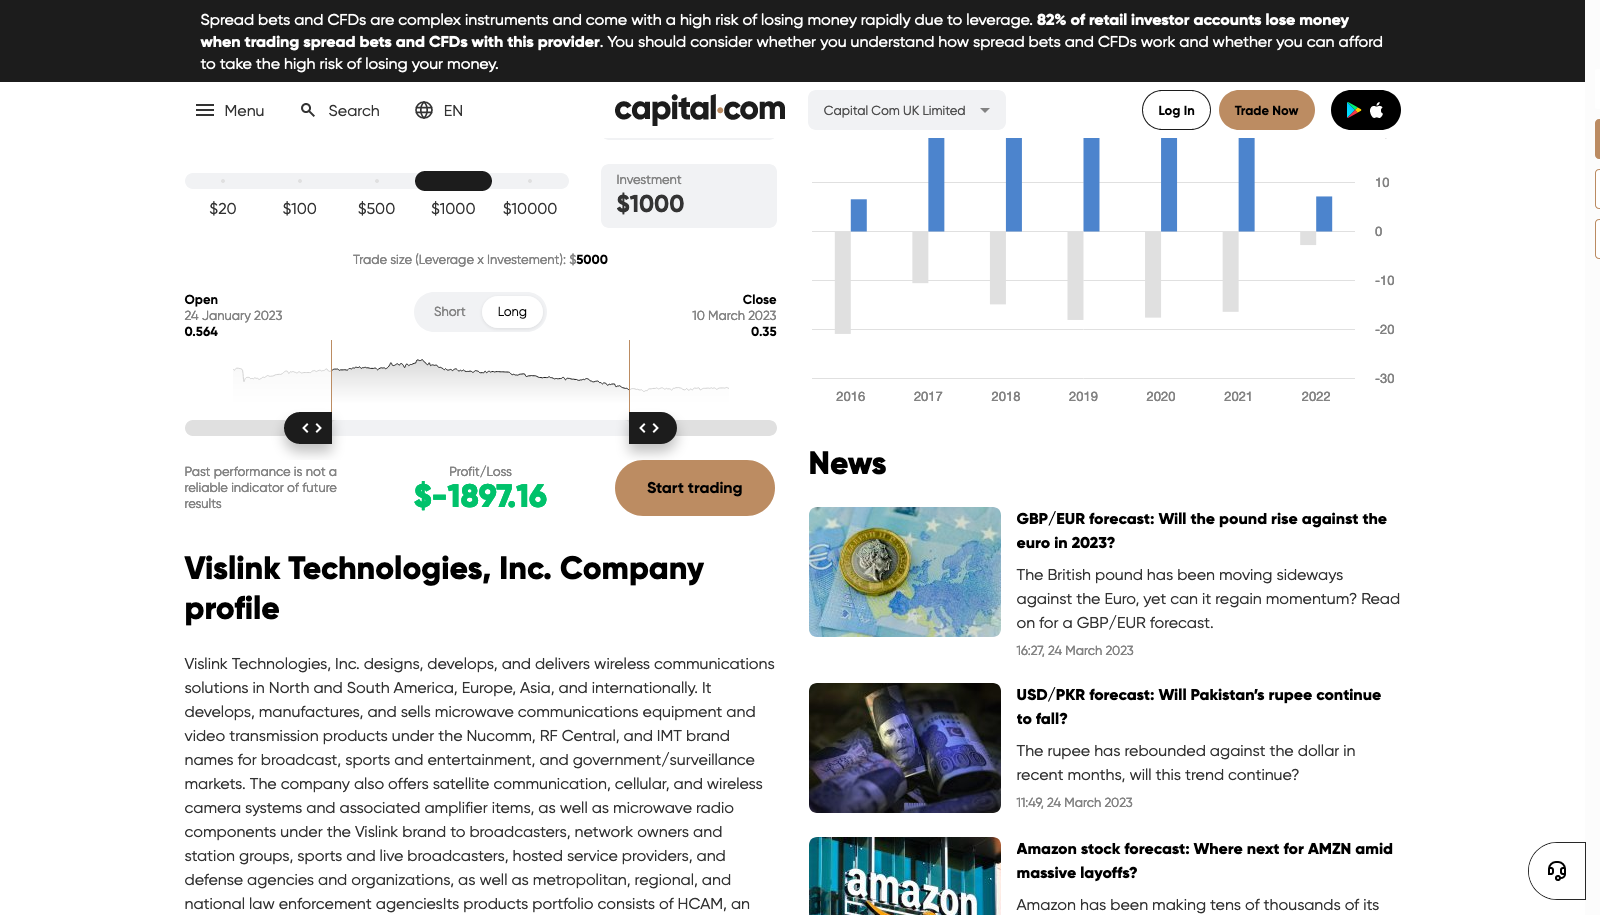 Spread bets and CFDs are complex instruments and come with a high risk of losing money rapidly due to leverage. 82% of retail investor accounts lose money
when trading spread bets and CFDs with this provider. You should consider whether you understand how spread bets and CFDs work and whether you can afford
to take the high risk of losing your money.
Menu
Search
EN
capital.com
Capital Com UK Limited
Log In
Trade Now
$20
$100
$500
$1000
$10000
Investment
$1000
Trade size (Leverage x Investement): $5000
Open
24 January 2023
0.564
Short
Long
Close
10 March 2023
0.35
Past performance is not a
reliable indicator of future
results
Profit/Loss
$-1897.16
Start trading
Vislink Technologies, Inc. Company
profile
Vislink Technologies, Inc. designs, develops, and delivers wireless communications
solutions in North and South America, Europe, Asia, and internationally. It
develops, manufactures, and sells microwave communications equipment and
video transmission products under the Nucomm, RF Central, and IMT brand
names for broadcast, sports and entertainment, and government/surveillance
markets. The company also offers satellite communication, cellular, and wireless
camera systems and associated amplifier items, as well as microwave radio
components under the Vislink brand to broadcasters, network owners and
station groups, sports and live broadcasters, hosted service providers, and
defense agencies and organizations, as well as metropolitan, regional, and
national law enforcement agenciesIts products portfolio consists of HCAM, an
10
0
-10
-20
-30
2016
2017
2018
2019
2020
2021
2022
News
GBP/EUR forecast: Will the pound rise against the
euro in 2023?
The British pound has been moving sideways
against the Euro, yet can it regain momentum? Read
on for a GBP/EUR forecast.
16:27, 24 March 2023
USD/PKR forecast: Will Pakistan's rupee continue
to fall?
The rupee has rebounded against the dollar in
recent months, will this trend continue?
11:49, 24 March 2023
amazon
Amazon stock forecast: Where next for AMZN amid
massive layoffs?
Amazon has been making tens of thousands of its